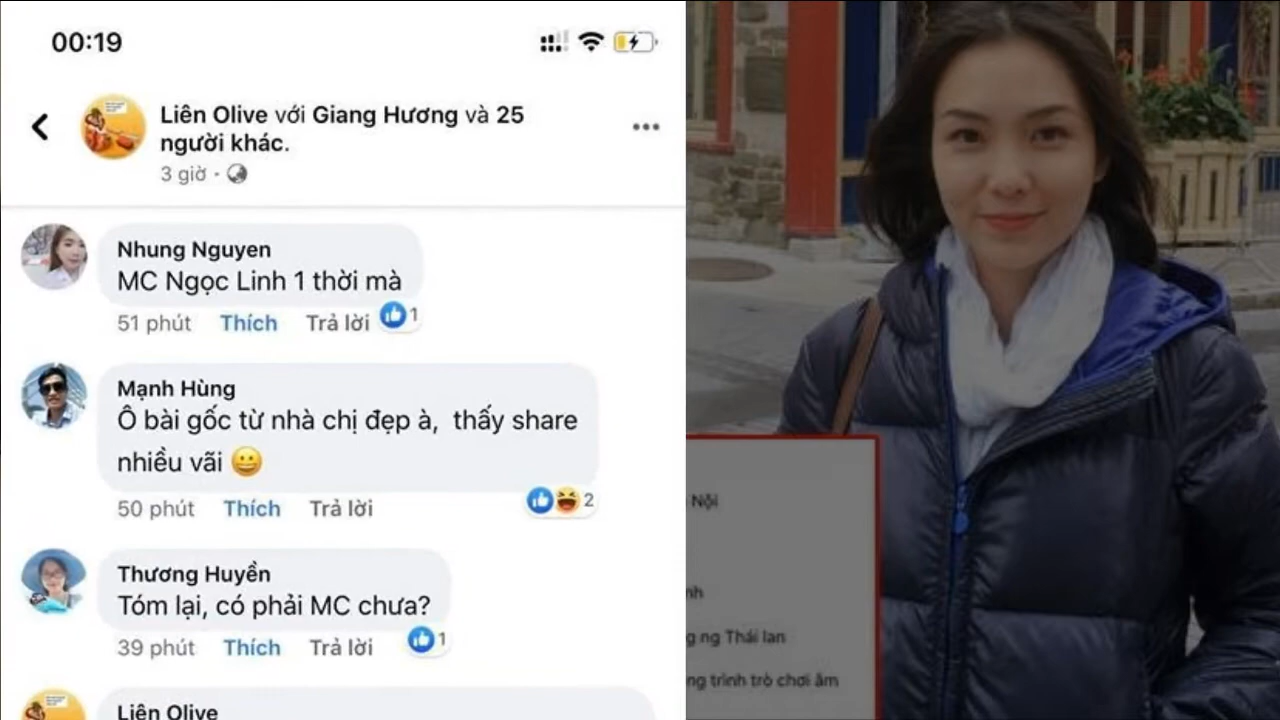 00:19
Liên Olive với Giang Hương và 25
người khác.
3 giờ ·
Nhung Nguyen
MC Ngọc Linh 1 thời mà
51 phút Thích Trả lời 1
Mạnh Hùng
Ô bài gốc từ nhà chị đẹp à, thấy share
nhiều vãi 😀
50 phút Thích Trả lời 2
Thương Huyền
Tóm lại, có phải MC chưa?
39 phút Thích Trả lời 1
Liên Olive
Nội
nh
g ng Thái lan
ng trình trò chơi âm